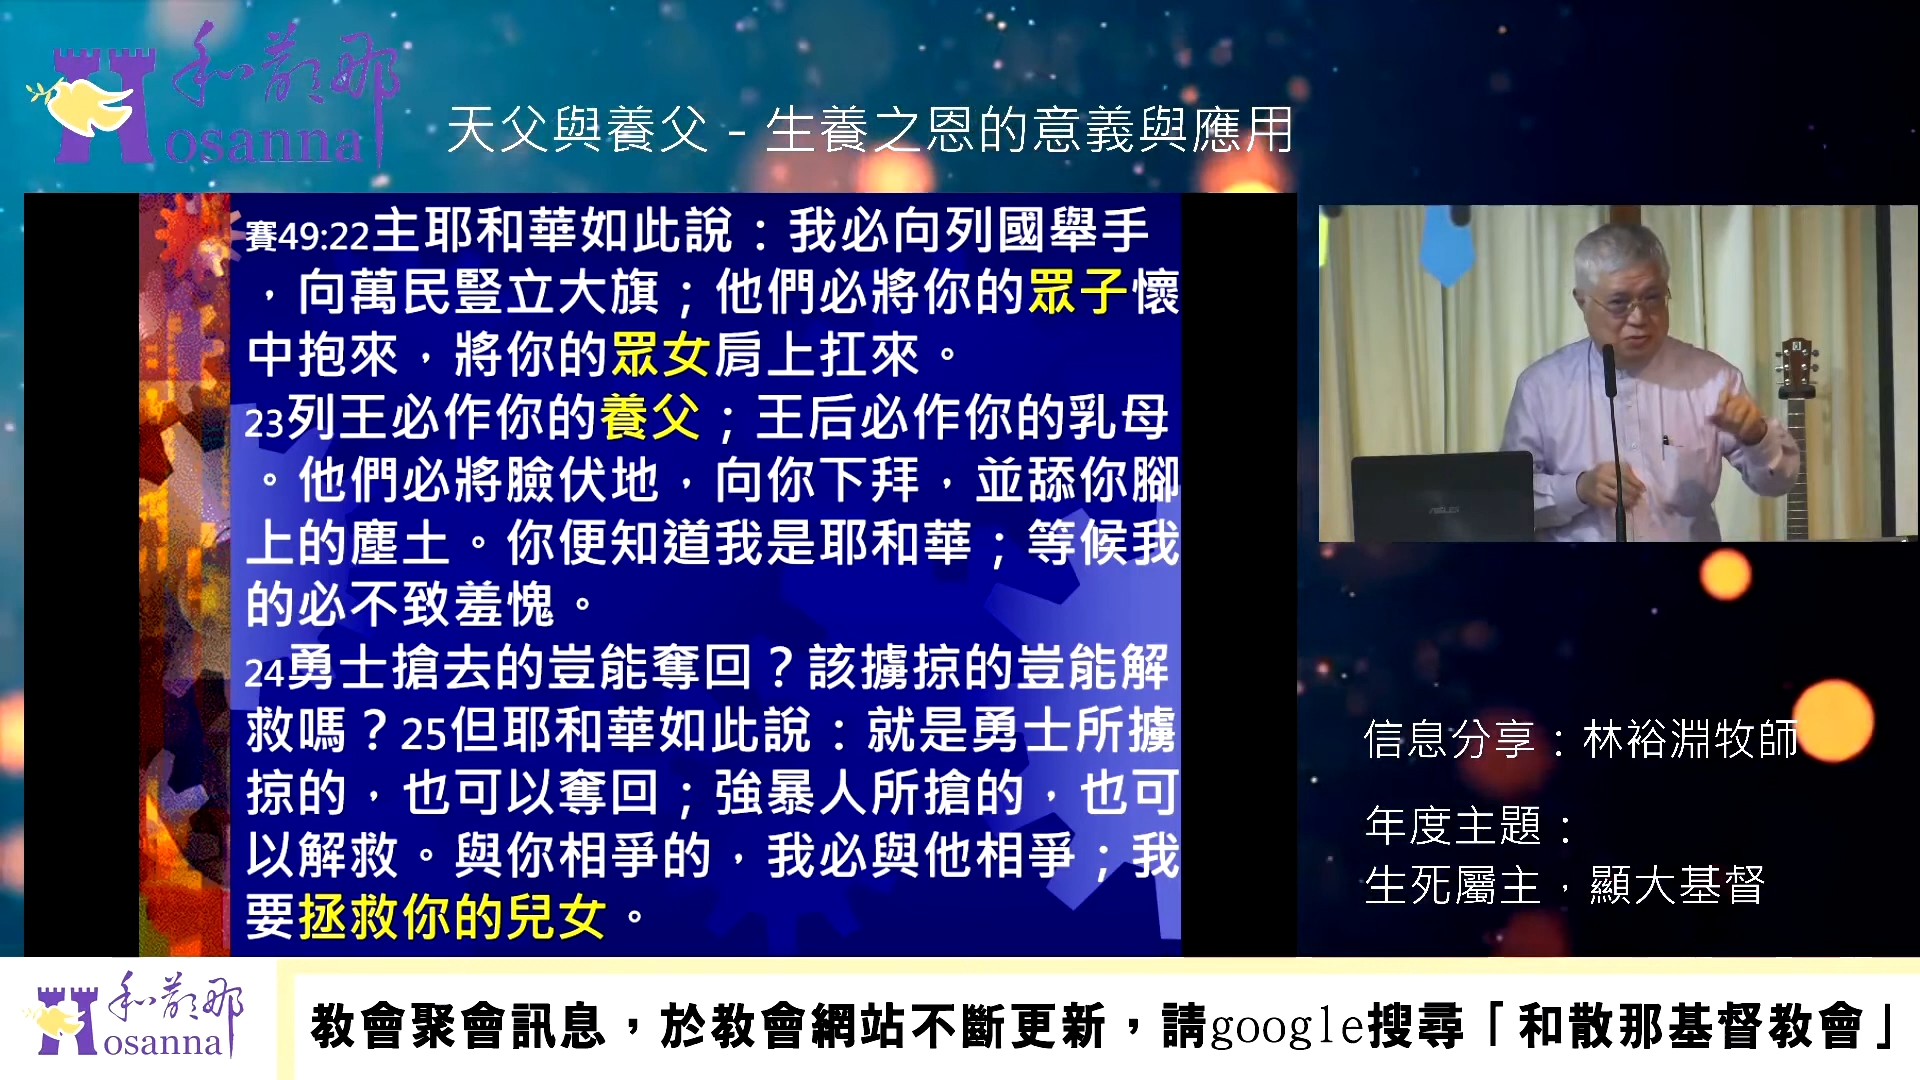 和散那
Hosanna
天父與養父 - 生養之恩的意義與應用
賽49:22主耶和華如此說：我必向列國舉手
，向萬民豎立大旗；他們必將你的眾子懷
中抱來，將你的眾女肩上扛來。
23列王必作你的養父；王后必作你的乳母
。他們必將臉伏地，向你下拜，並舔你腳
上的塵土。你便知道我是耶和華；等候我
的必不致羞愧。
24勇士搶去的豈能奪回？該擄掠的豈能解
救嗎？25但耶和華如此說：就是勇士所擄
掠的，也可以奪回；強暴人所搶的，也可
以解救。與你相爭的，我必與他相爭；我
要拯救你的兒女。
ASUS
信息分享：林裕淵牧師
年度主題：
生死屬主，顯大基督
和散那
Hosanna
教會聚會訊息，於教會網站不斷更新，請google搜尋「和散那基督教會」